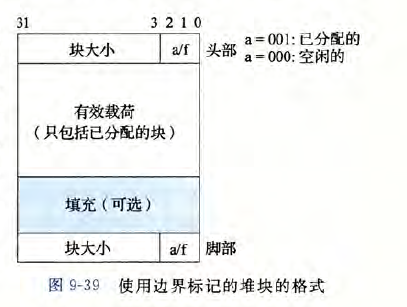 31 3 2 1 0
块大小 a/f 头部 a = 001: 已分配的
a = 000: 空闲的
有效载荷
(只包括已分配的块)
填充(可选)
块大小 a/f 脚部
图 9-39 使用边界标记的堆块的格式